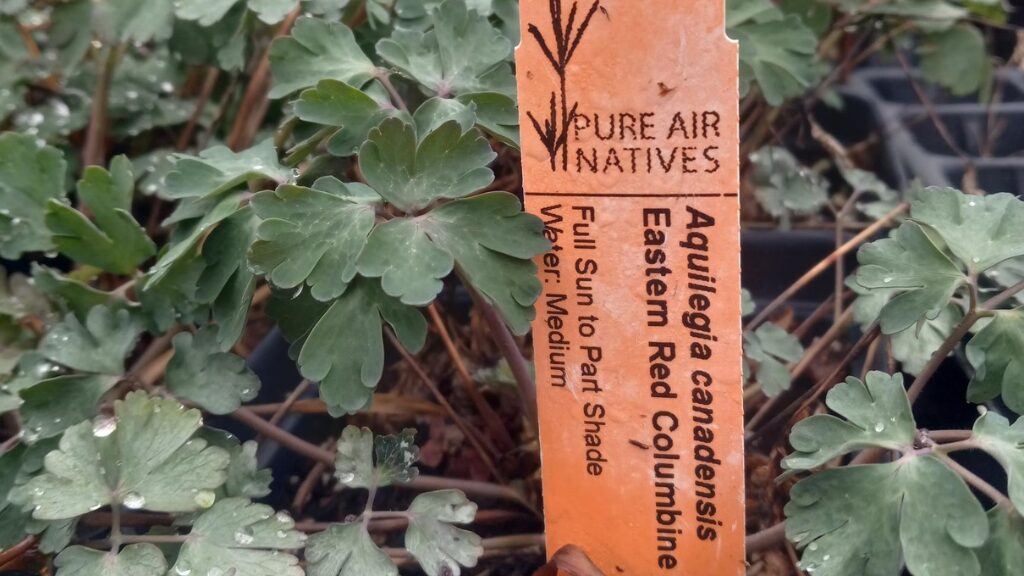 PURE AIR
NATIVES
Aquilegia canadensis
Eastern Red Columbine
Full Sun to Part Shade
Water: Medium